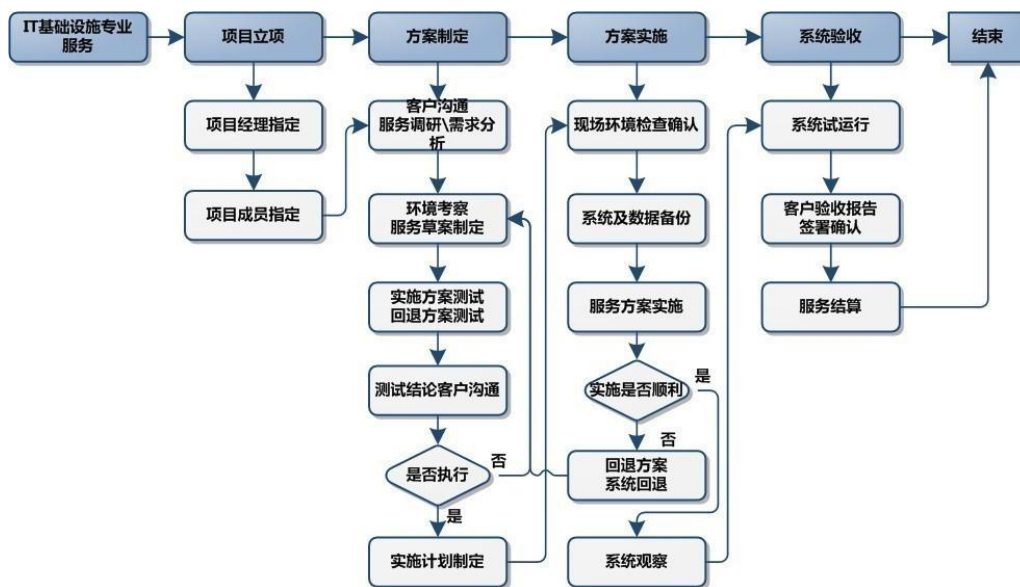 IT基础设施专业
服务
项目立项
方案制定
方案实施
系统验收
结束
项目经理指定
项目成员指定
客户沟通
服务调研\需求分
析
环境考察
服务草案制定
实施方案测试
回退方案测试
测试结论客户沟通
是否执行
否
是
实施计划制定
现场环境检查确认
系统及数据备份
服务方案实施
实施是否顺利
是
否
回退方案
系统回退
系统观察
系统试运行
客户验收报告
签署确认
服务结算